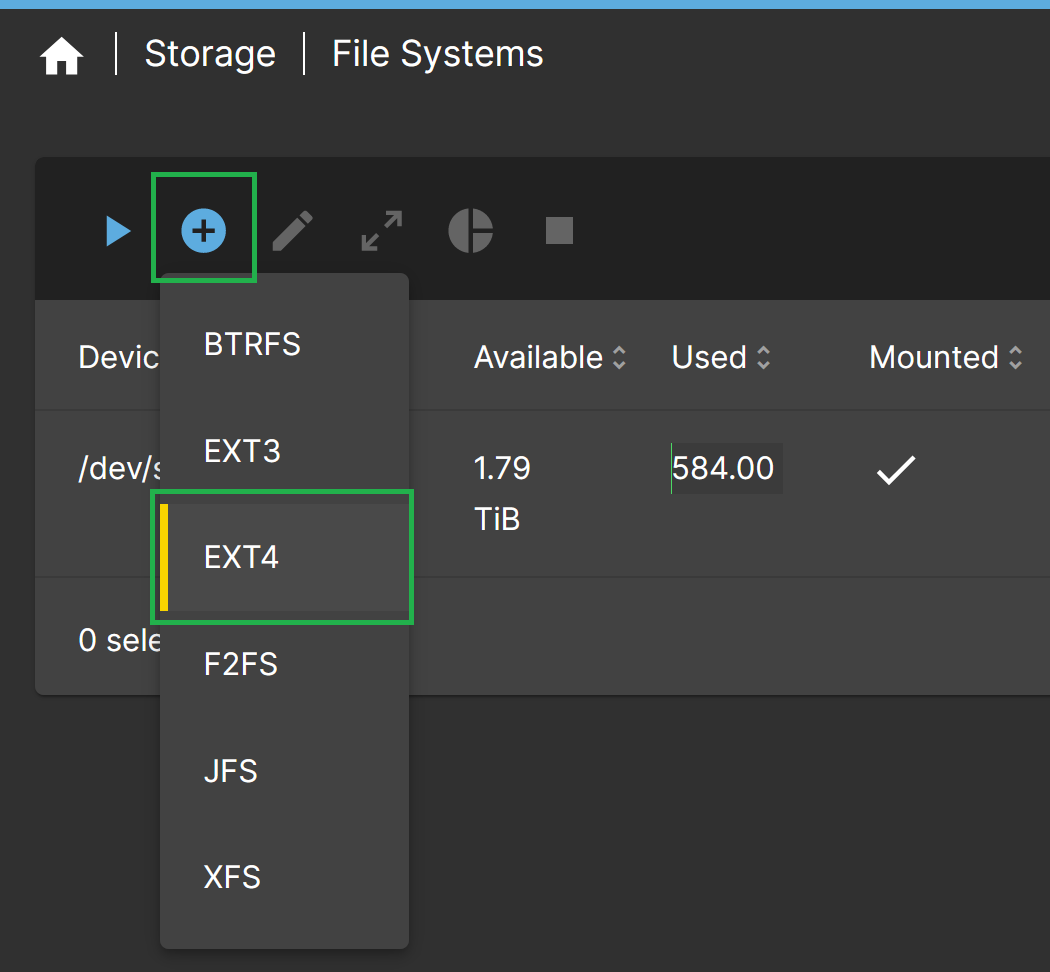 Storage | File Systems
BTRFS
Devic
Available
Used
Mounted
EXT3
/dev/s
1.79
TiB
584.00
EXT4
0 sele
F2FS
JFS
XFS